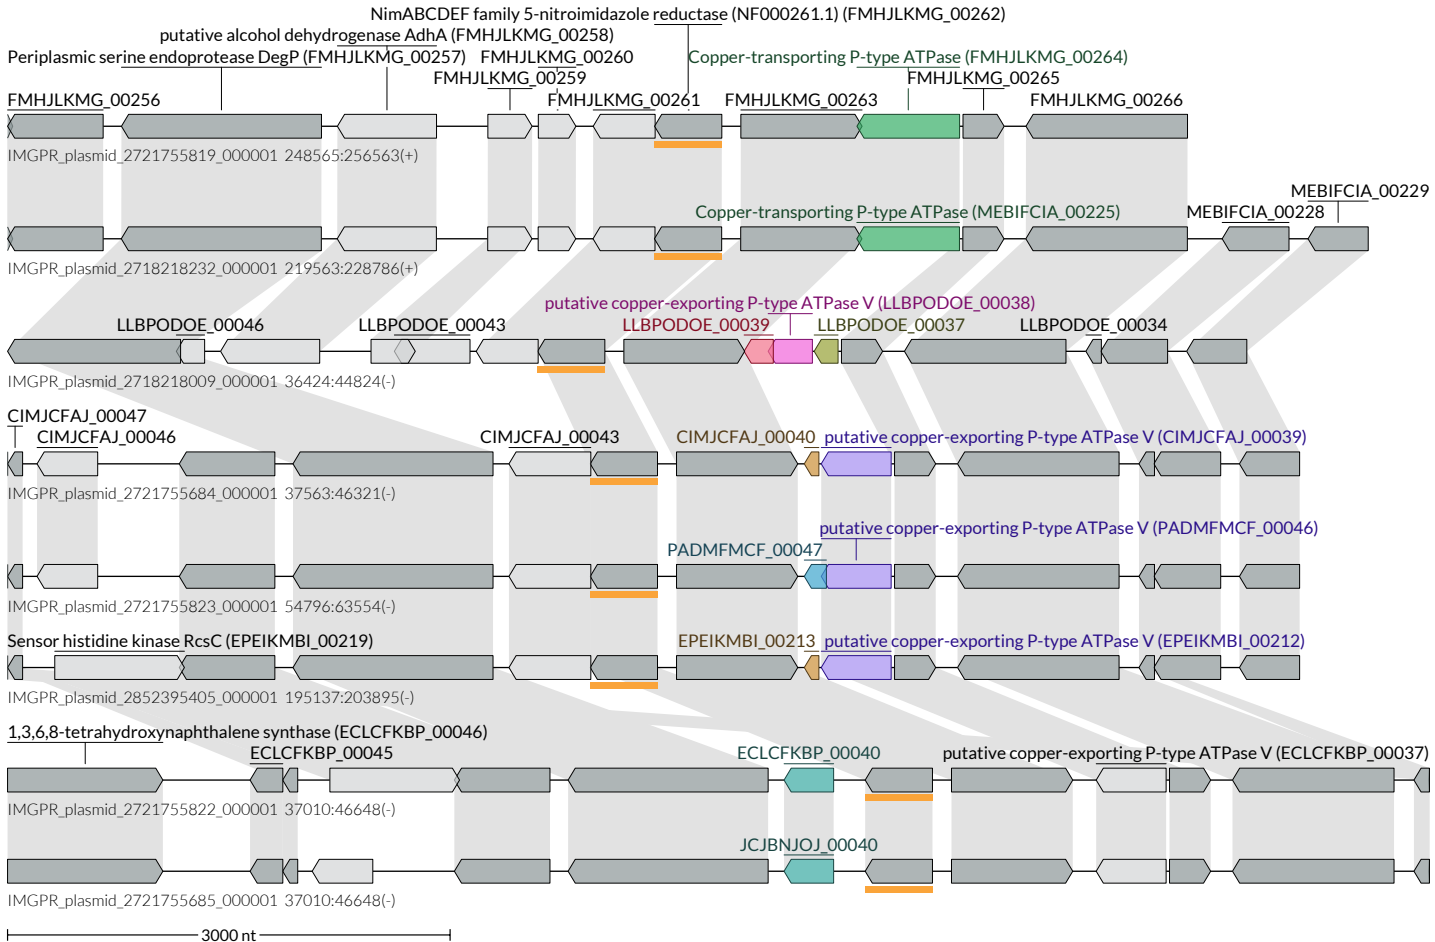 NimABCDEF family 5-nitroimidazole reductase (NF000261.1) (FMHJLKMG_00262)
putative alcohol dehydrogenase AdhA (FMHJLKMG_00258)
Periplasmic serine endoprotease DegP (FMHJLKMG_00257) FMHJLKMG_00260 Copper-transporting P-type ATPase (FMHJLKMG_00264)
FMHJLKMG_00259 FMHJLKMG_00265
FMHJLKMG_00256 FMHJLKMG_00261 FMHJLKMG_00263 FMHJLKMG_00266
IMGPR_plasmid_2721755819_000001 248565:256563(+)
MEBIFCIA_00229
Copper-transporting P-type ATPase (MEBIFCIA_00225) MEBIFCIA_00228
IMGPR_plasmid_2718218232_000001 219563:228786(+)
putative copper-exporting P-type ATPase V (LLBPODOE_00038)
LLBPODOE_00046 LLBPODOE_00043 LLBPODOE_00039 LLBPODOE_00037 LLBPODOE_00034
IMGPR_plasmid_2718218009_000001 36424:44824(-)
CIMJCFAJ_00047
CIMJCFAJ_00046 CIMJCFAJ_00043 CIMJCFAJ_00040 putative copper-exporting P-type ATPase V (CIMJCFAJ_00039)
IMGPR_plasmid_2721755684_000001 37563:46321(-)
putative copper-exporting P-type ATPase V (PADMFMCF_00046)
PADMFMCF_00047
IMGPR_plasmid_2721755823_000001 54796:63554(-)
Sensor histidine kinase RcsC (EPEIKMBI_00219) EPEIKMBI_00213 putative copper-exporting P-type ATPase V (EPEIKMBI_00212)
IMGPR_plasmid_2852395405_000001 195137:203895(-)
1,3,6,8-tetrahydroxynaphthalene synthase (ECLCFKBP_00046)
ECLCFKBP_00045 ECLCFKBP_00040 putative copper-exporting P-type ATPase V (ECLCFKBP_00037)
IMGPR_plasmid_2721755822_000001 37010:46648(-)
JCJBNJOJ_00040
IMGPR_plasmid_2721755685_000001 37010:46648(-)
3000 nt